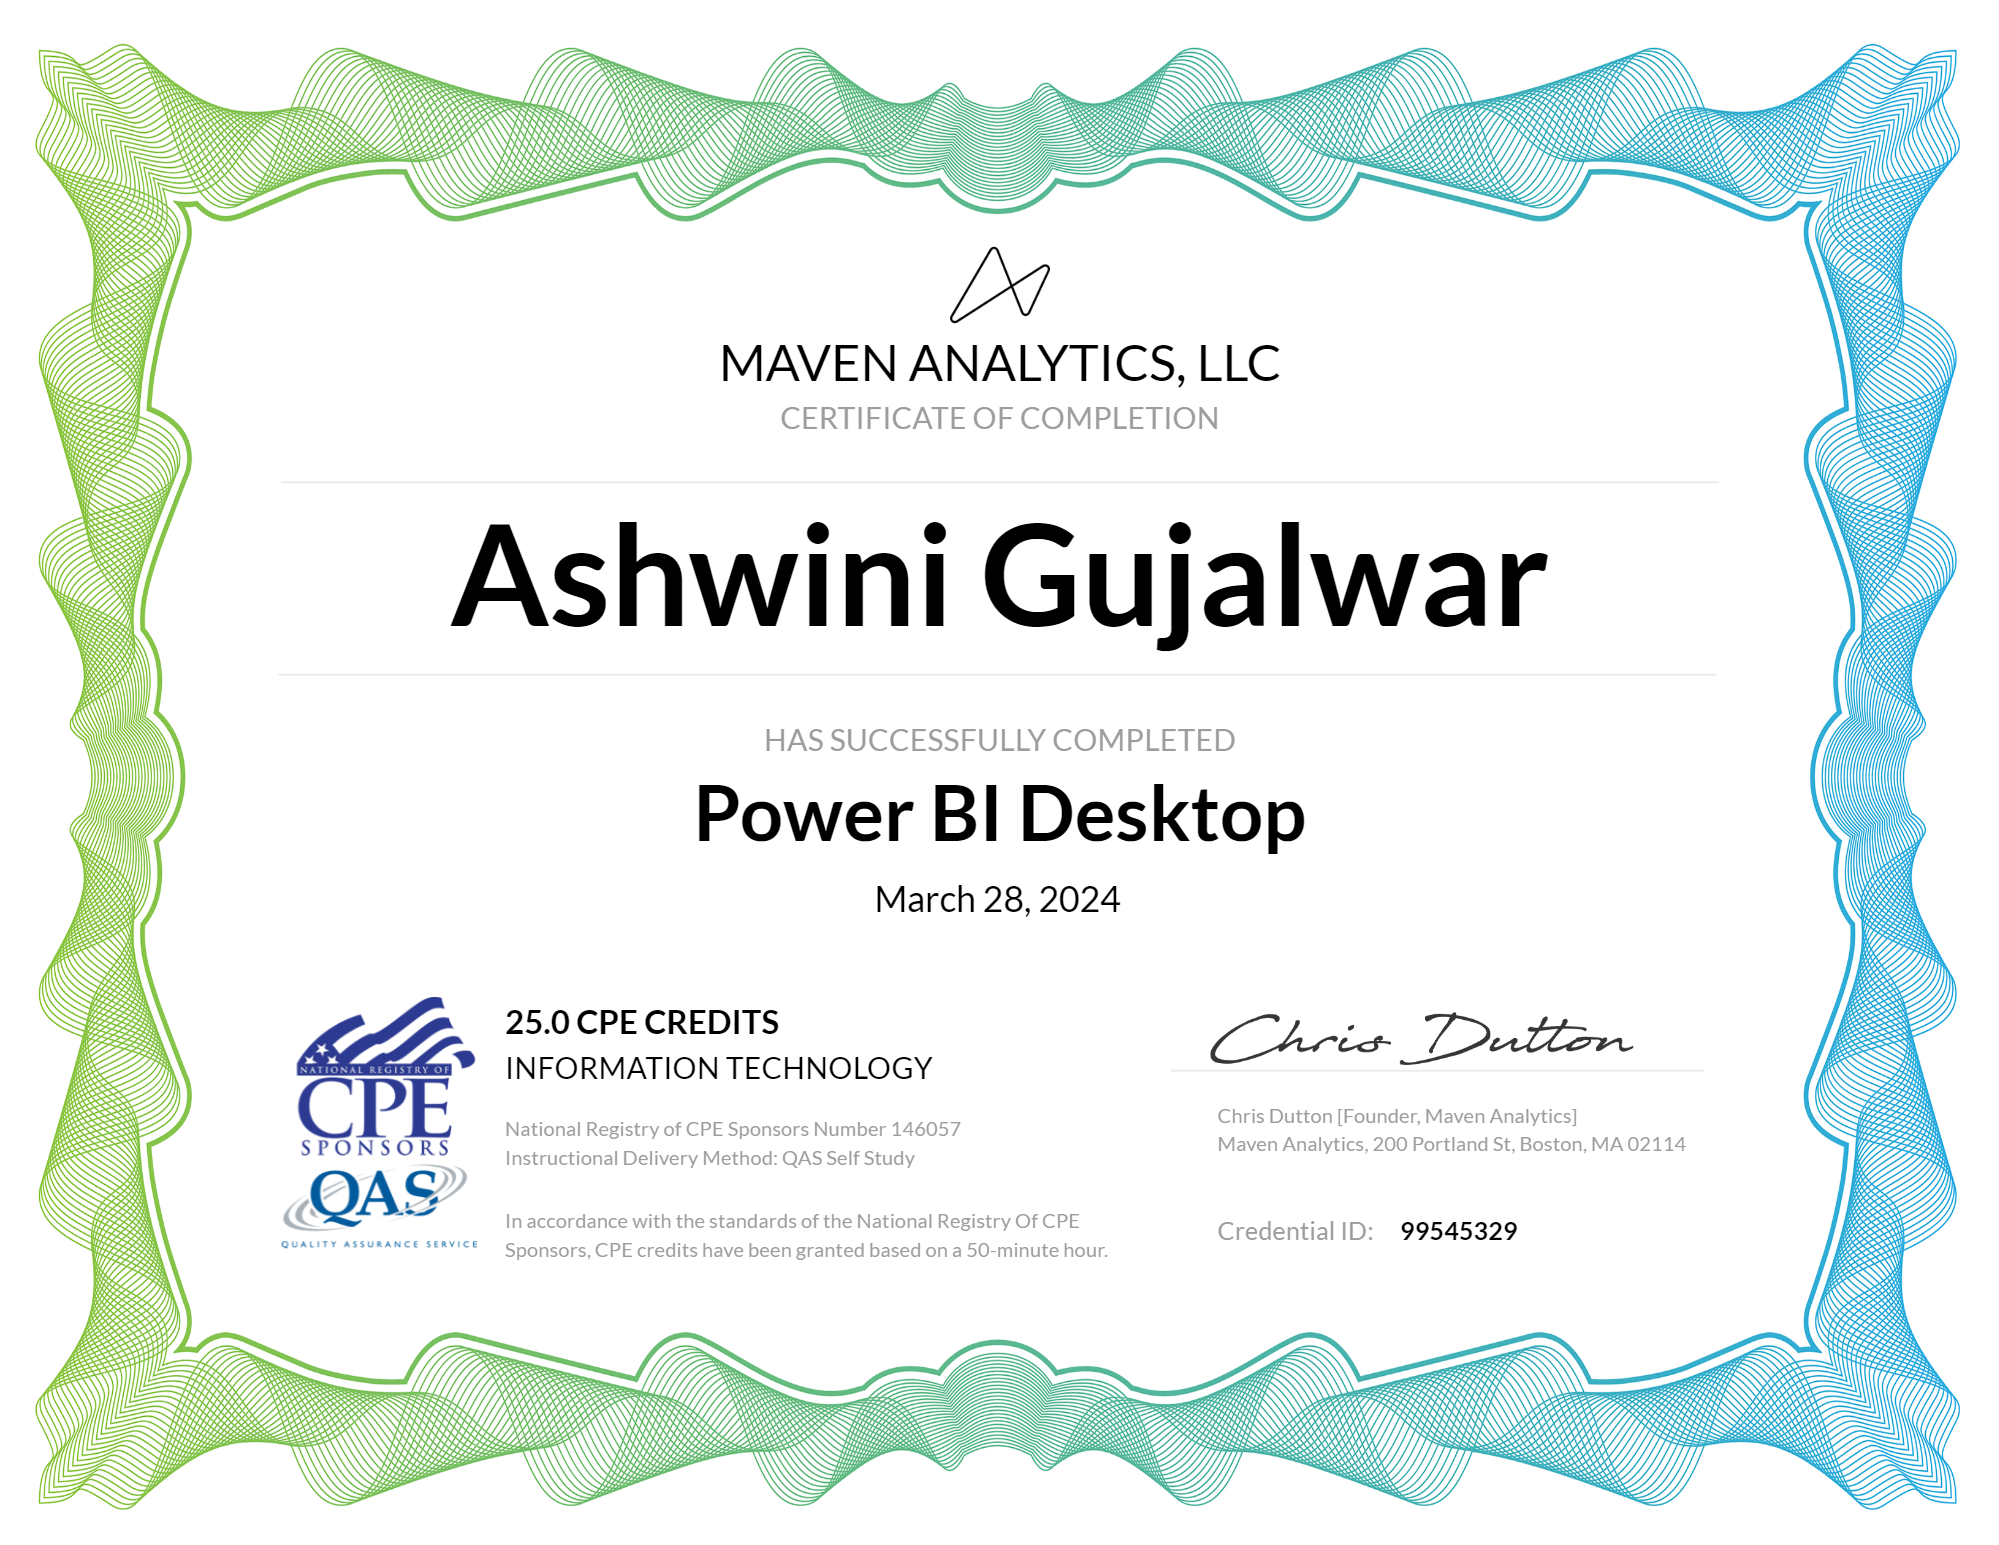 MAVEN ANALYTICS, LLC
CERTIFICATE OF COMPLETION
Ashwini Gujalwar
HAS SUCCESSFULLY COMPLETED
Power BI Desktop
March 28, 2024
NATIONAL REGISTRY OF
CPE
SPONSORS
QAS
QUALITY ASSURANCE SERVICE
25.0 CPE CREDITS
INFORMATION TECHNOLOGY
National Registry of CPE Sponsors Number 146057
Instructional Delivery Method: QAS Self Study
In accordance with the standards of the National Registry Of CPE
Sponsors, CPE credits have been granted based on a 50-minute hour.
Chris Dutton
Chris Dutton [Founder, Maven Analytics]
Maven Analytics, 200 Portland St, Boston, MA 02114
Credential ID: 99545329